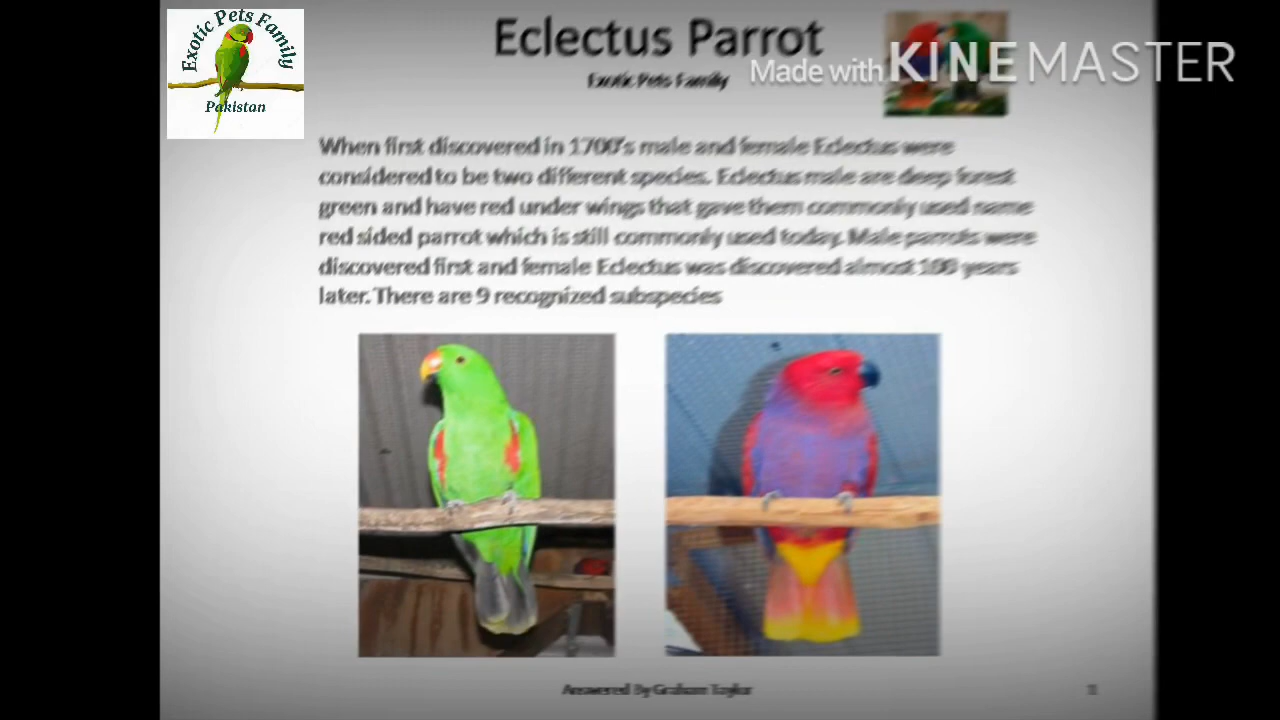 Exotic Pets Family
Pakistan
Eclectus Parrot
Exotic Pets Family
Made with KINEMASTER
When first discovered in 1700's male and female Eclectus were
considered to be two different species. Eclectus male are deep forest
green and have red under wings that gave them commonly used name
red sided parrot which is still commonly used today. Male parrots were
discovered first and female Eclectus was discovered almost 100 years
later. There are 9 recognized subspecies
Answered By Graham Taylor
1